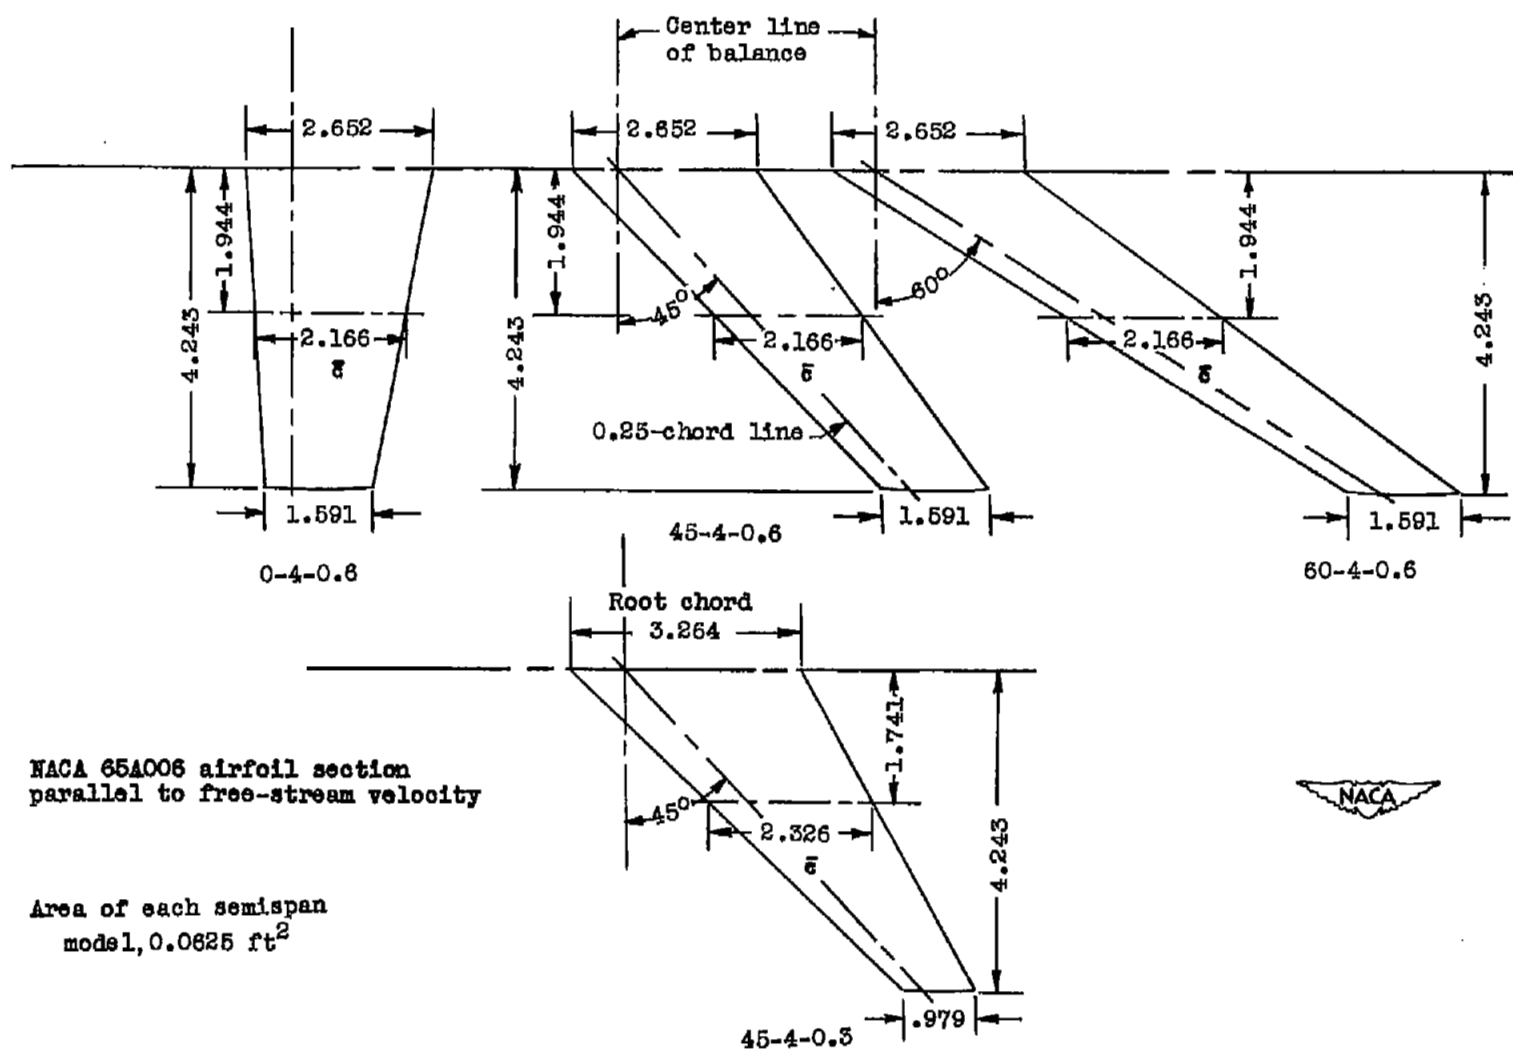 Center line
of balance
2.652
2.652
2.652
1.944
4.243
2.166
c̄
1.591
0-4-0.6
1.944
4.243
45°
2.166
c̄
0.25-chord line
1.591
45-4-0.6
60°
1.944
4.243
2.166
c̄
1.591
60-4-0.6
Root chord
3.264
1.741
4.243
45°
2.326
c̄
.979
45-4-0.3
NACA 65A006 airfoil section
parallel to free-stream velocity
Area of each semispan
model, 0.0625 ft²
NACA